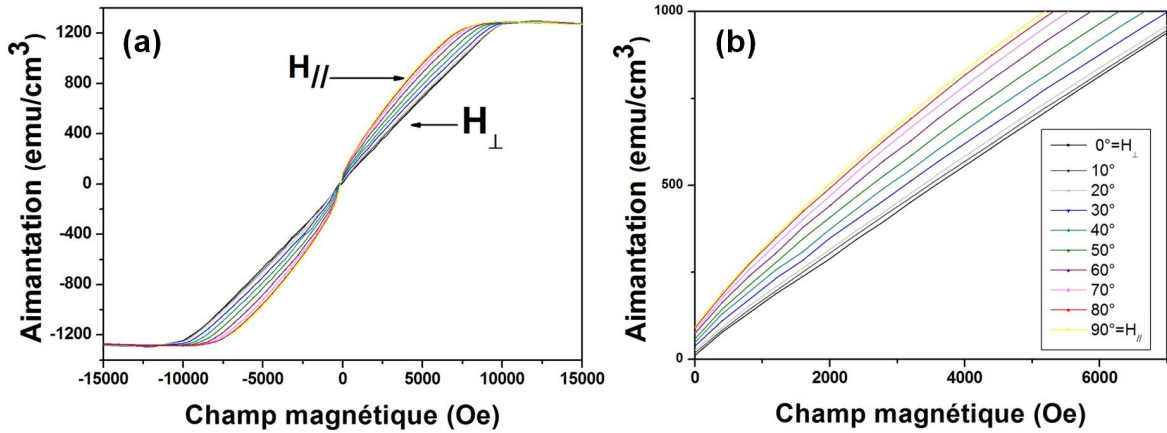 (a)
H//
H⊥
1200
800
400
0
-400
-800
-1200
-15000 -10000 -5000 0 5000 10000 15000
Aimantation (emu/cm³)
Champ magnétique (Oe)
(b)
1000
500
0
0 2000 4000 6000
Aimantation (emu/cm³)
Champ magnétique (Oe)
0°=H⊥
10°
20°
30°
40°
50°
60°
70°
80°
90°=H//